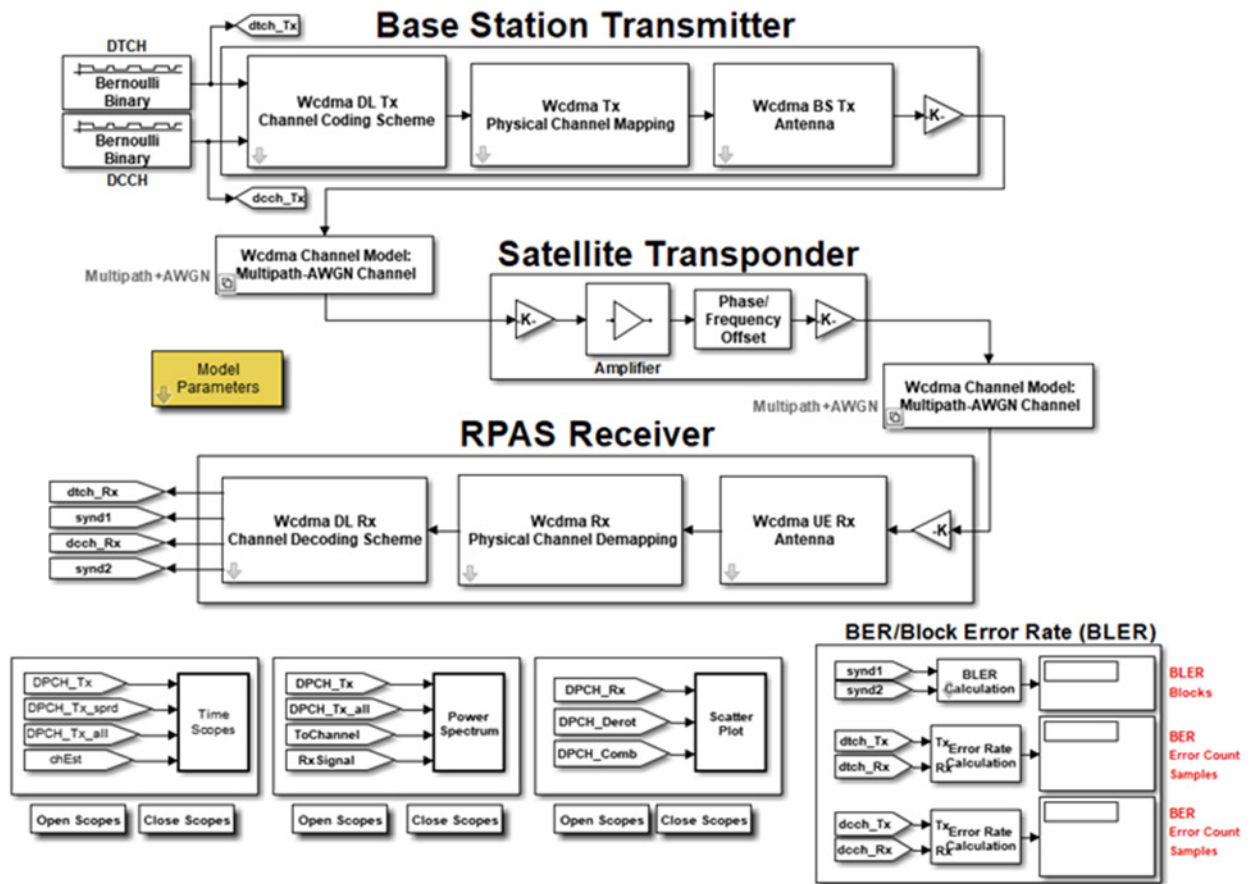 Base Station Transmitter
dtch_Tx
DTCH
Bernoulli
Binary
Bernoulli
Binary
DCCH
dcch_Tx
Wcdma DL Tx
Channel Coding Scheme
Wcdma Tx
Physical Channel Mapping
Wcdma BS Tx
Antenna
-K-
Wcdma Channel Model:
Multipath-AWGN Channel
Multipath+AWGN
Satellite Transponder
-K-
Amplifier
Phase/
Frequency
Offset
-K-
Model
Parameters
Wcdma Channel Model:
Multipath-AWGN Channel
Multipath+AWGN
RPAS Receiver
dtch_Rx
synd1
dcch_Rx
synd2
Wcdma DL Rx
Channel Decoding Scheme
Wcdma Rx
Physical Channel Demapping
Wcdma UE Rx
Antenna
-K-
DPCH_Tx
DPCH_Tx_sprd
DPCH_Tx_all
chEst
Time
Scopes
Open Scopes
Close Scopes
DPCH_Tx
DPCH_Tx_all
ToChannel
RxSignal
Power
Spectrum
Open Scopes
Close Scopes
DPCH_Rx
DPCH_Derot
DPCH_Comb
Scatter
Plot
Open Scopes
Close Scopes
BER/Block Error Rate (BLER)
synd1
synd2
BLER
Calculation
BLER
Blocks
dtch_Tx
dtch_Rx
Tx
Rx
Error Rate
Calculation
BER
Error Count
Samples
dcch_Tx
dcch_Rx
Tx
Rx
Error Rate
Calculation
BER
Error Count
Samples